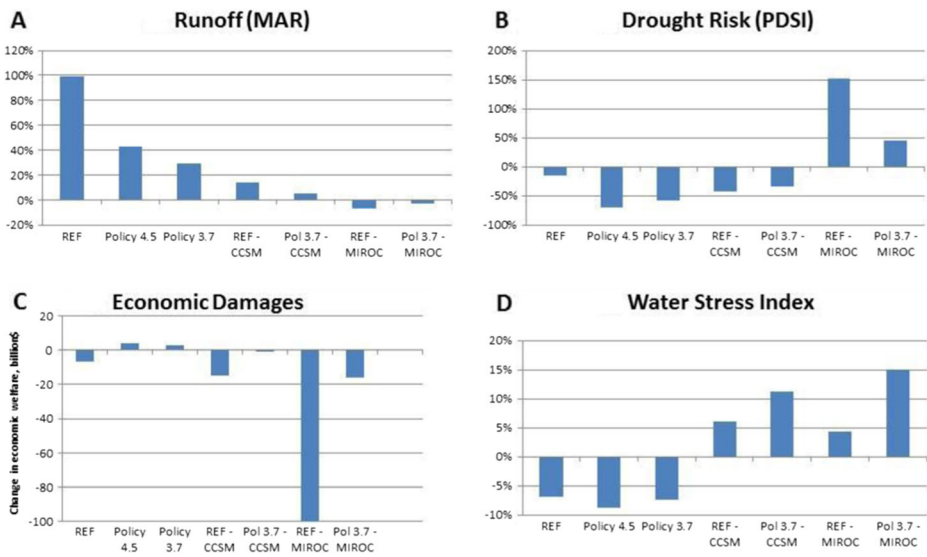 A Runoff (MAR)
120%
100%
80%
60%
40%
20%
0%
-20%
REF Policy 4.5 Policy 3.7 REF - Pol 3.7 - REF - Pol 3.7 -
CCSM CCSM MIROC MIROC
B Drought Risk (PDSI)
200%
150%
100%
50%
0%
-50%
-100%
REF Policy 4.5 Policy 3.7 REF - Pol 3.7 - REF - Pol 3.7 -
CCSM CCSM MIROC MIROC
C Economic Damages
Change in economic welfare, billion$
20
0
-20
-40
-60
-80
-100
REF Policy Policy REF - Pol 3.7 - REF - Pol 3.7 -
4.5 3.7 CCSM CCSM MIROC MIROC
D Water Stress Index
20%
15%
10%
5%
0%
-5%
-10%
REF Policy 4.5 Policy 3.7 REF - Pol 3.7 - REF - Pol 3.7 -
CCSM CCSM MIROC MIROC